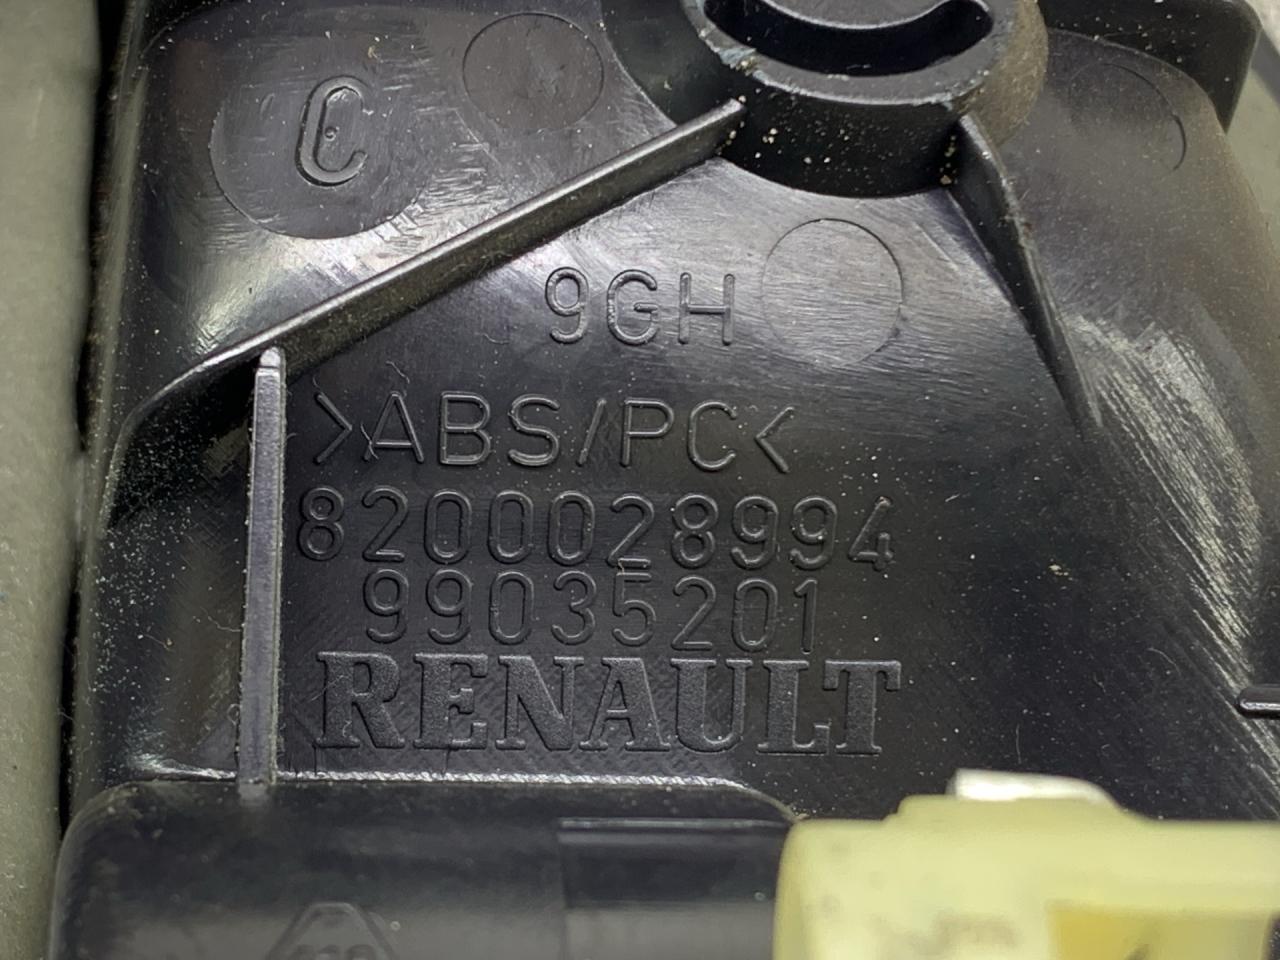 C
9GH
>ABS/PC<
8200028994
99035201
RENAULT